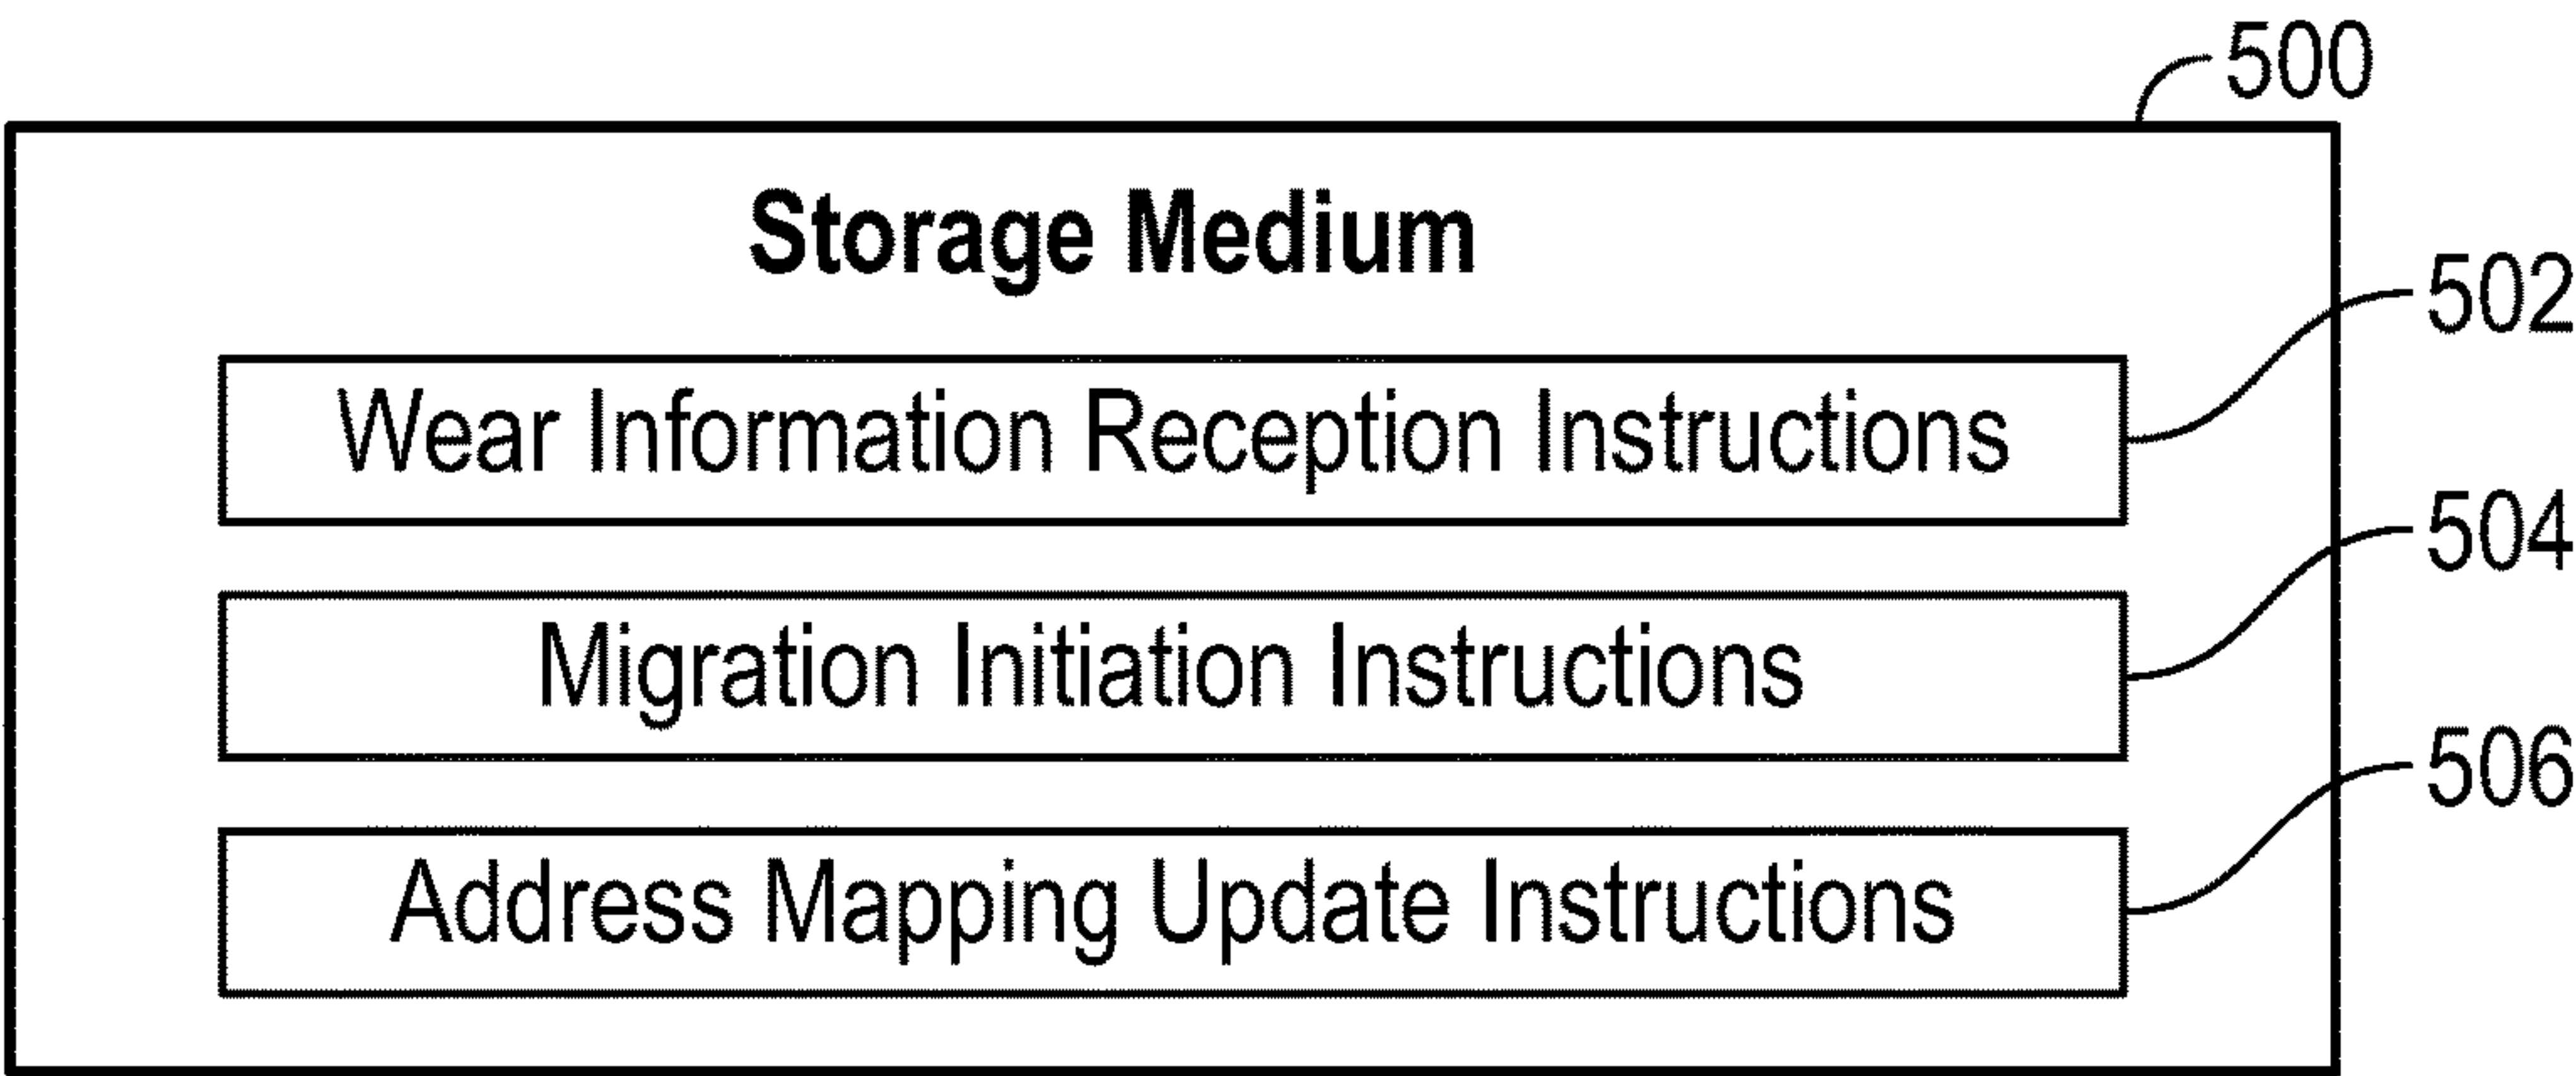 500
Storage Medium
502
Wear Information Reception Instructions
504
Migration Initiation Instructions
506
Address Mapping Update Instructions